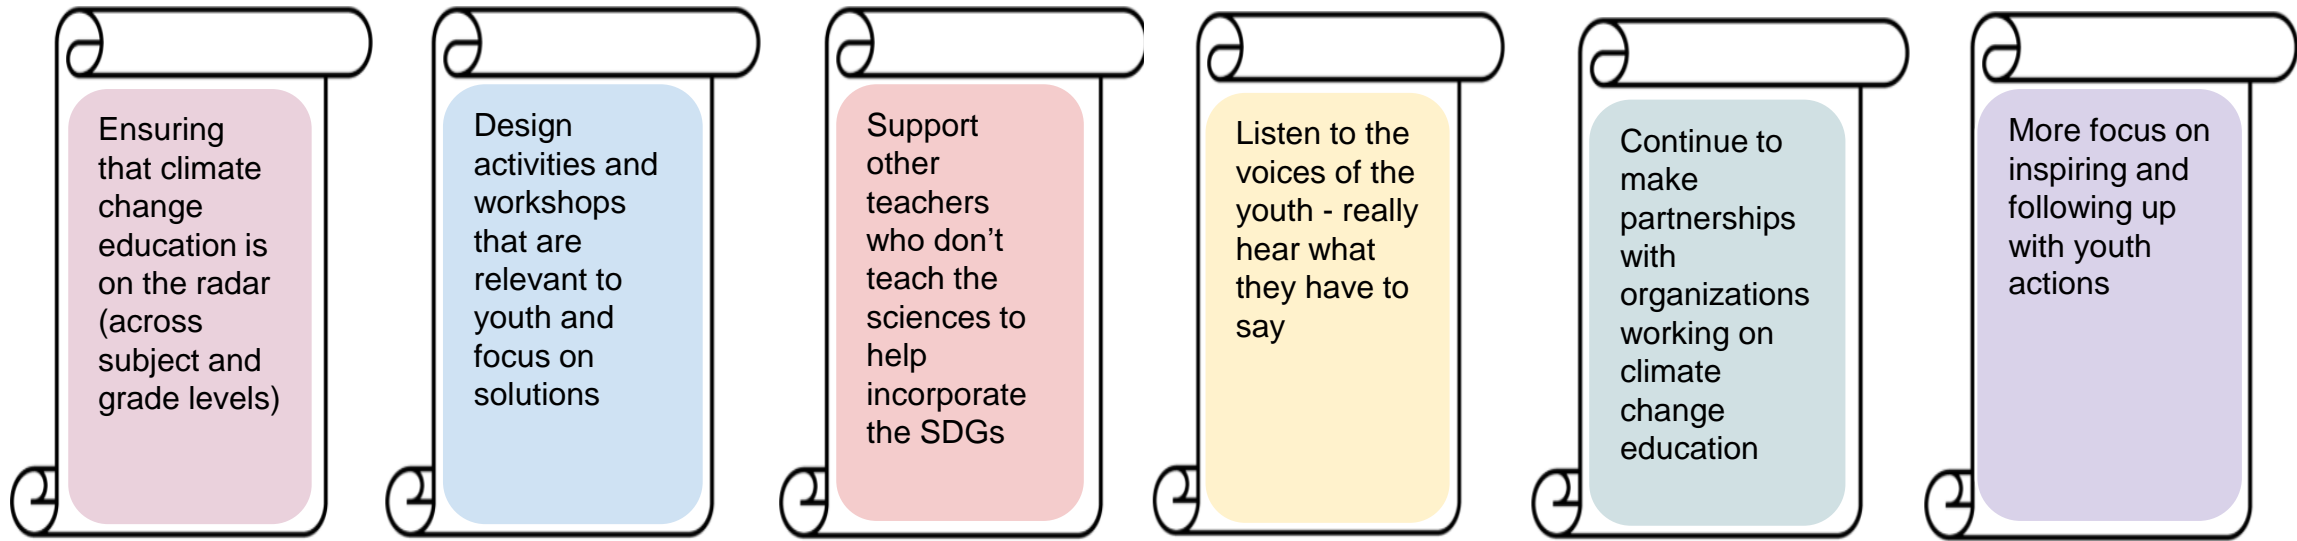 Ensuring
that climate
change
education is
on the radar
(across
subject and
grade levels)
Design
activities and
workshops
that are
relevant to
youth and
focus on
solutions
Support
other
teachers
who don’t
teach the
sciences to
help
incorporate
the SDGs
Listen to the
voices of the
youth - really
hear what
they have to
say
Continue to
make
partnerships
with
organizations
working on
climate
change
education
More focus on
inspiring and
following up
with youth
actions